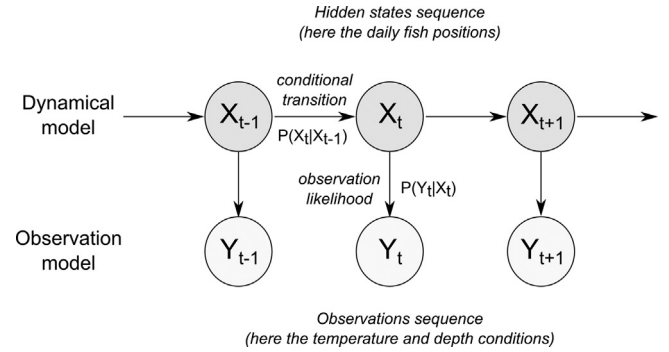 Hidden states sequence
(here the daily fish positions)
Dynamical
model
conditional
transition
X_{t-1}
X_t
X_{t+1}
P(X_t|X_{t-1})
observation
likelihood
P(Y_t|X_t)
Observation
model
Y_{t-1}
Y_t
Y_{t+1}
Observations sequence
(here the temperature and depth conditions)